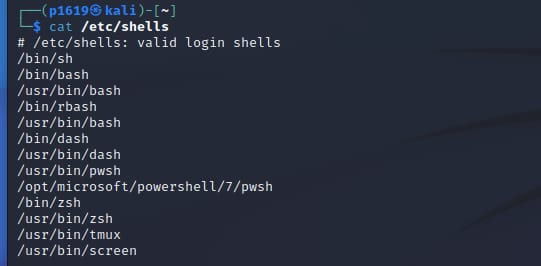 ┌──(p1619㉿kali)-[~]
└─$ cat /etc/shells
# /etc/shells: valid login shells
/bin/sh
/bin/bash
/usr/bin/bash
/bin/rbash
/usr/bin/bash
/bin/dash
/usr/bin/dash
/usr/bin/pwsh
/opt/microsoft/powershell/7/pwsh
/bin/zsh
/usr/bin/zsh
/usr/bin/tmux
/usr/bin/screen